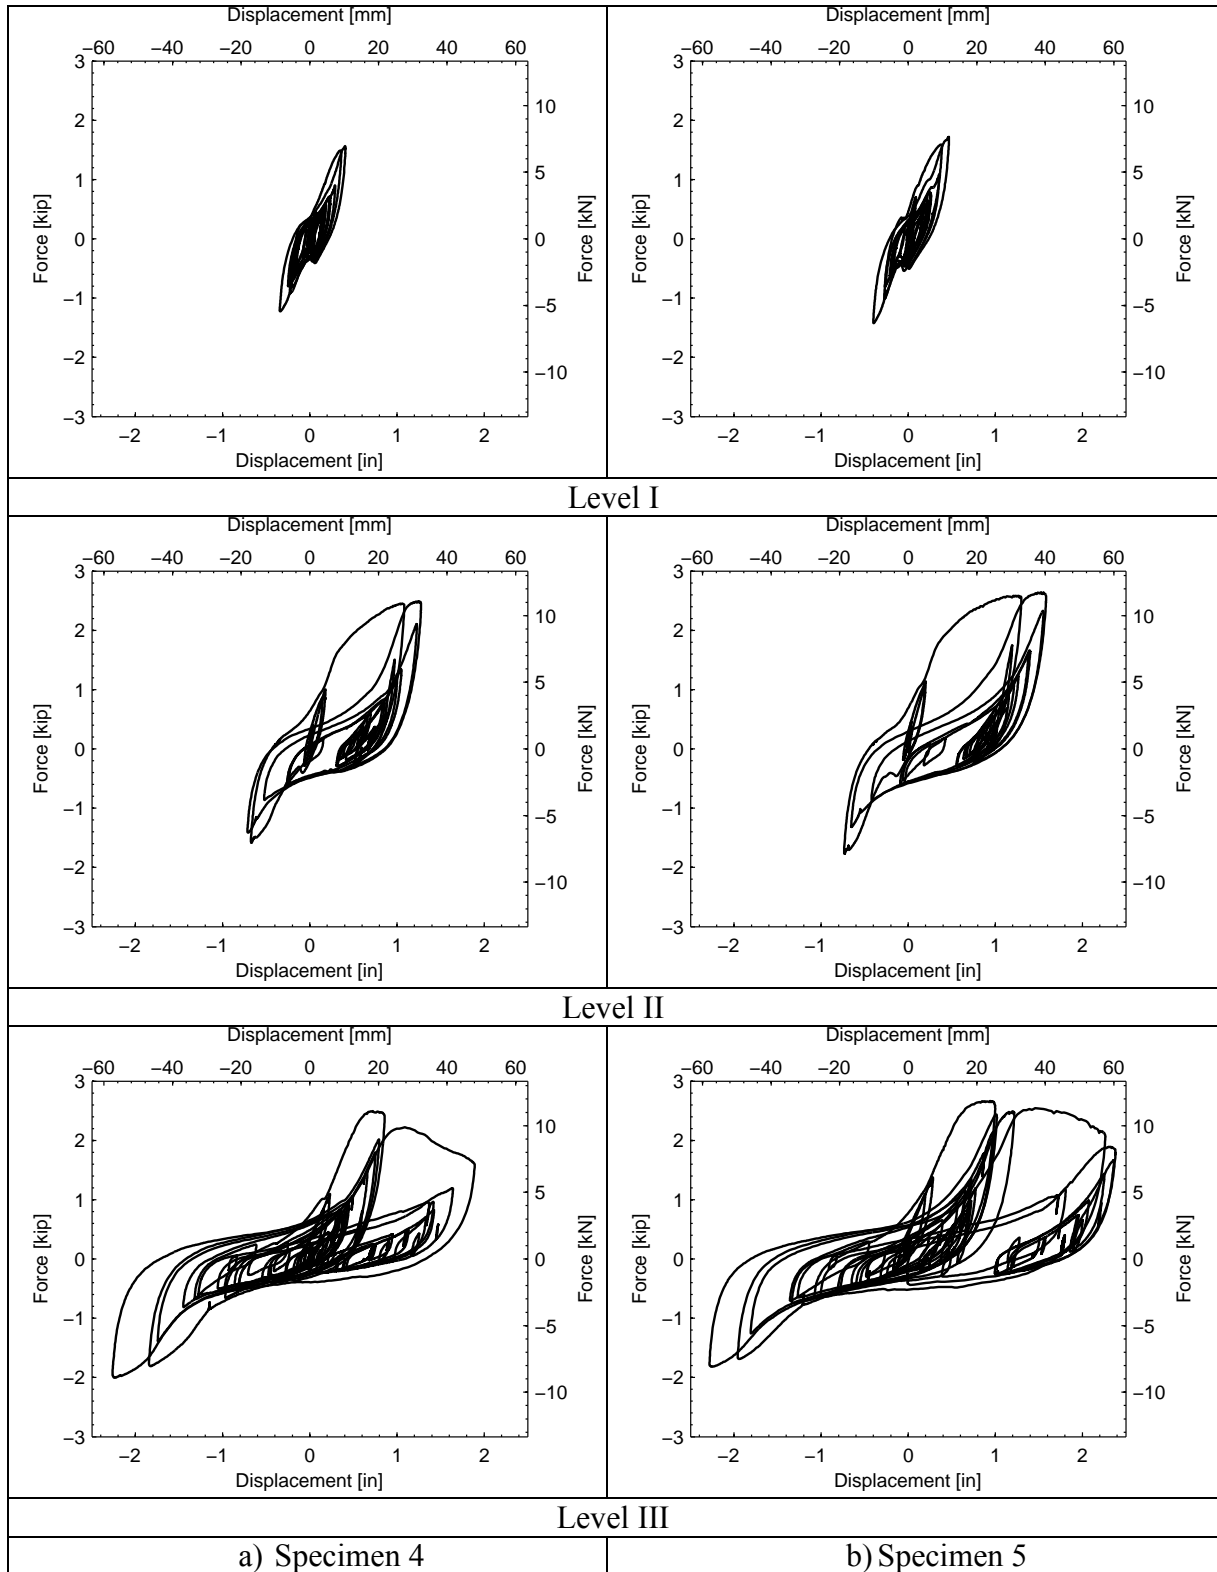 Displacement [mm] Displacement [mm]
−60 −40 −20 0 20 40 60 −60 −40 −20 0 20 40 60
3 3
10 10
2 2
5 5
1 1
Force [kip] 0 0 Force [kN] Force [kip] 0 0 Force [kN]
−1 −1
−5 −5
−2 −2
−10 −10
−3 −3
−2 −1 0 1 2 −2 −1 0 1 2
Displacement [in] Displacement [in]
Level I
Displacement [mm] Displacement [mm]
−60 −40 −20 0 20 40 60 −60 −40 −20 0 20 40 60
3 3
10 10
2 2
5 5
1 1
Force [kip] 0 0 Force [kN] Force [kip] 0 0 Force [kN]
−1 −1
−5 −5
−2 −2
−10 −10
−3 −3
−2 −1 0 1 2 −2 −1 0 1 2
Displacement [in] Displacement [in]
Level II
Displacement [mm] Displacement [mm]
−60 −40 −20 0 20 40 60 −60 −40 −20 0 20 40 60
3 3
10 10
2 2
5 5
1 1
Force [kip] 0 0 Force [kN] Force [kip] 0 0 Force [kN]
−1 −1
−5 −5
−2 −2
−10 −10
−3 −3
−2 −1 0 1 2 −2 −1 0 1 2
Displacement [in] Displacement [in]
Level III
a) Specimen 4 b) Specimen 5